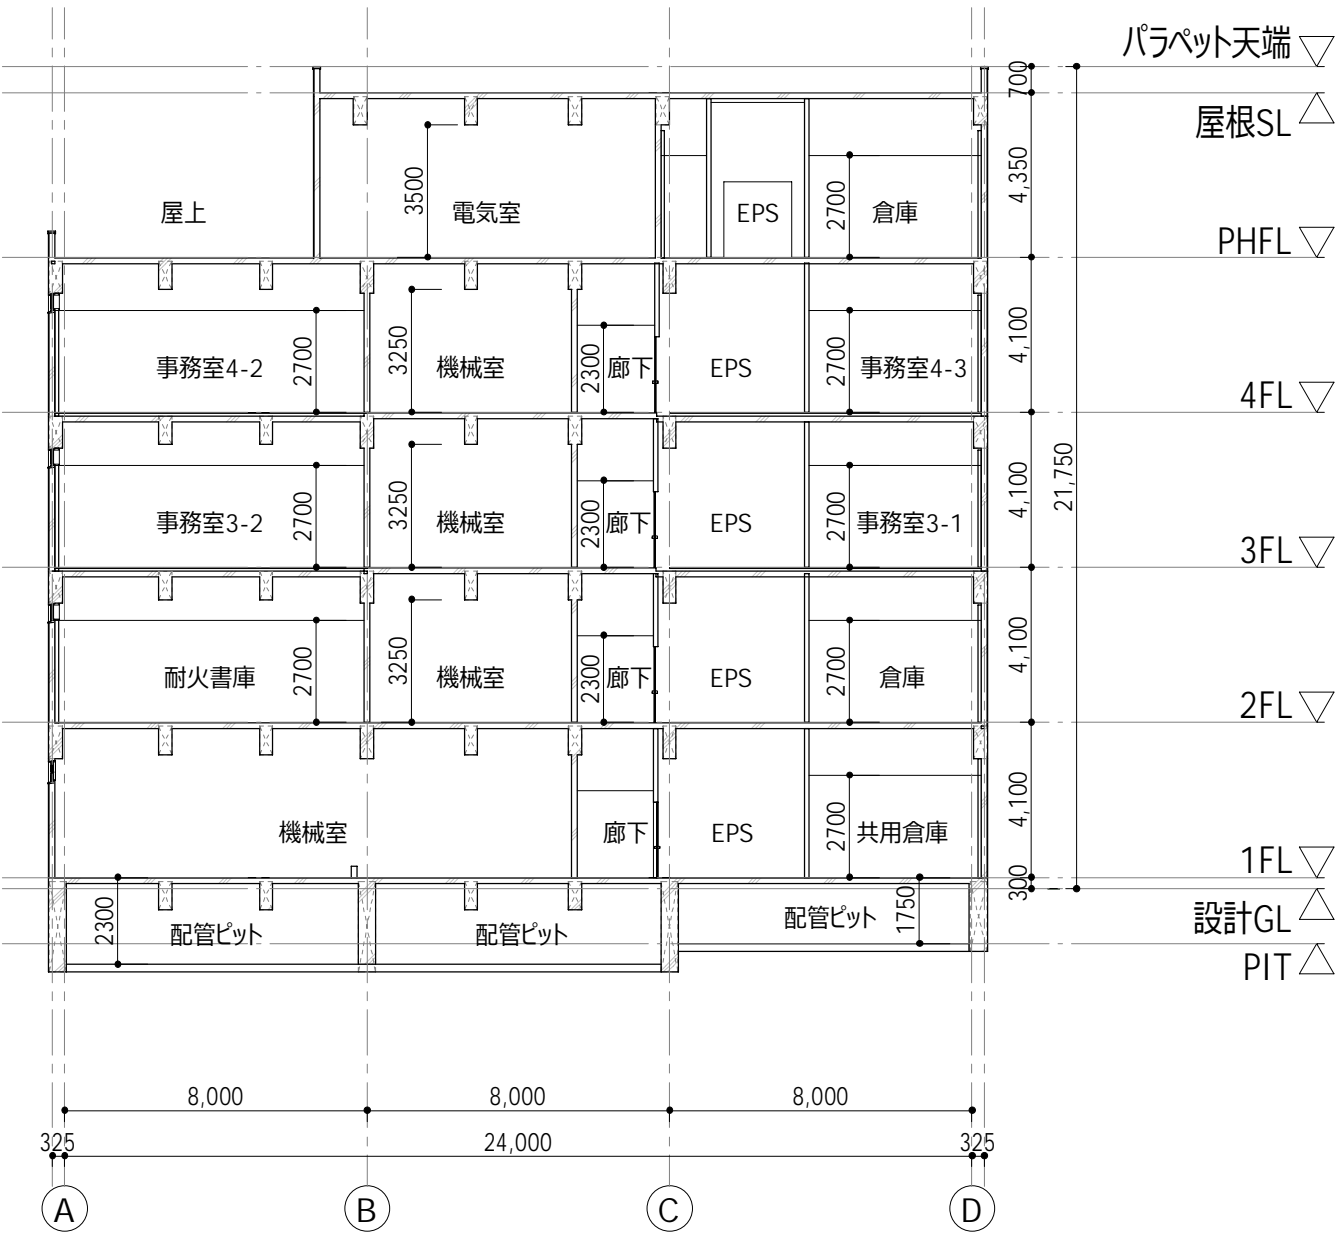 パラペット天端
700
屋根SL
4,350
3500
2700
屋上
電気室
EPS
倉庫
PHFL
4,100
2700
3250
2300
2700
事務室4-2
機械室
廊下
EPS
事務室4-3
4FL
21,750
4,100
2700
3250
2300
2700
事務室3-2
機械室
廊下
EPS
事務室3-1
3FL
4,100
2700
3250
2300
2700
耐火書庫
機械室
廊下
EPS
倉庫
2FL
4,100
2700
機械室
廊下
EPS
共用倉庫
1FL
300
2300
配管ピット
配管ピット
配管ピット
1750
設計GL
PIT
8,000
8,000
8,000
325
24,000
325
A
B
C
D